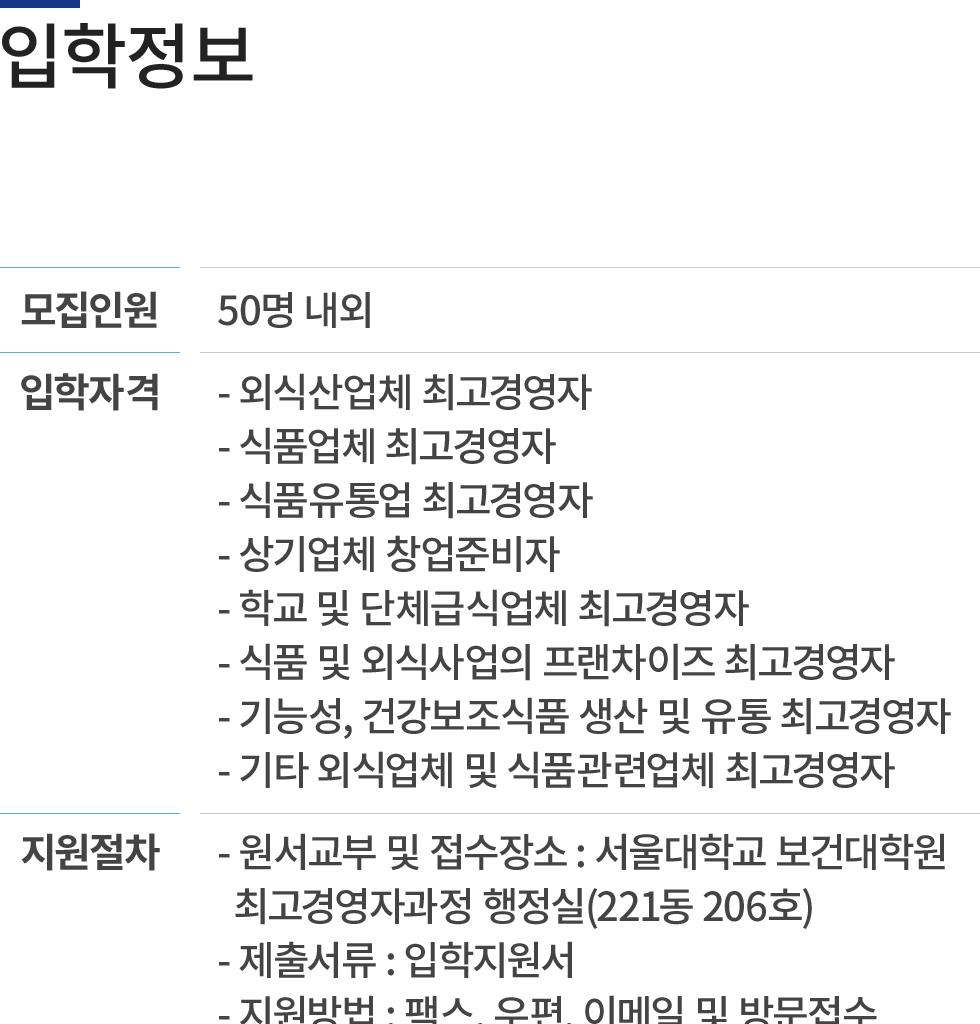 입학정보
모집인원 50명 내외
입학자격 - 외식산업체 최고경영자
- 식품업체 최고경영자
- 식품유통업 최고경영자
- 상기업체 창업준비자
- 학교 및 단체급식업체 최고경영자
- 식품 및 외식사업의 프랜차이즈 최고경영자
- 기능성, 건강보조식품 생산 및 유통 최고경영자
- 기타 외식업체 및 식품관련업체 최고경영자
지원절차 - 원서교부 및 접수장소 : 서울대학교 보건대학원
최고경영자과정 행정실(221동 206호)
- 제출서류 : 입학지원서
- 지원방법 : 팩스, 우편, 이메일 및 방문접수